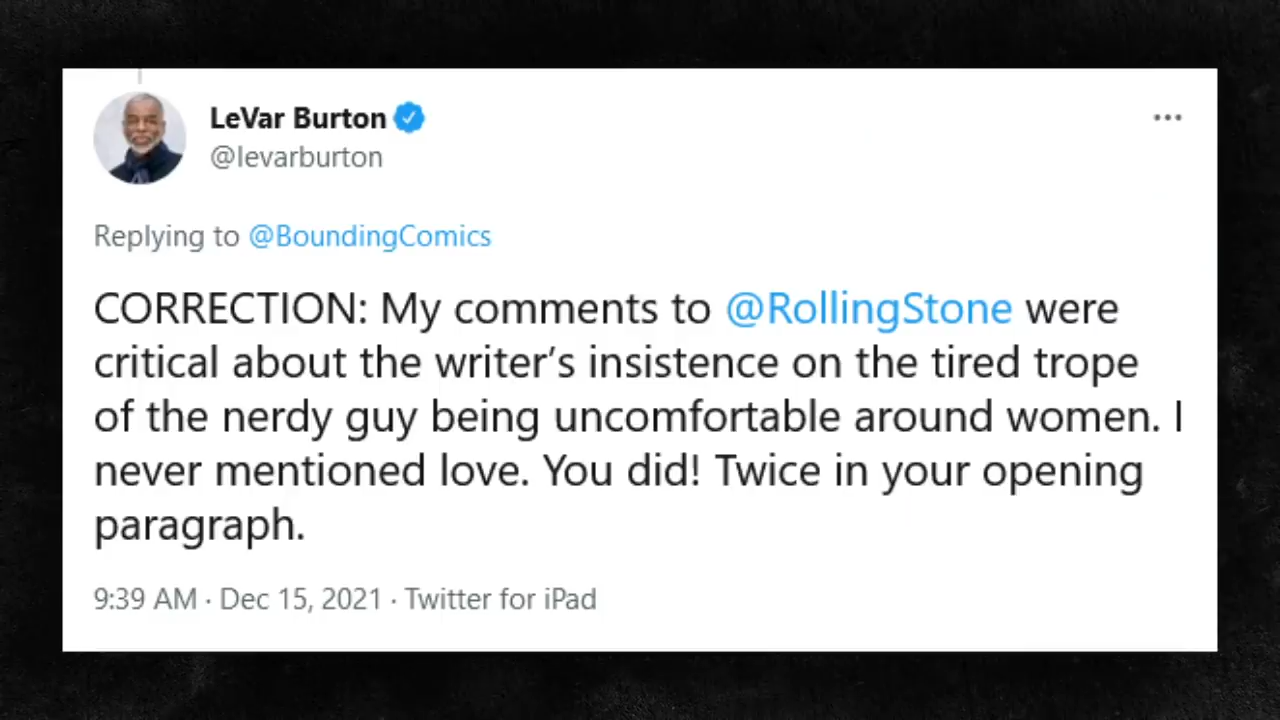 LeVar Burton
@levarburton
Replying to @BoundingComics
CORRECTION: My comments to @RollingStone were
critical about the writer’s insistence on the tired trope
of the nerdy guy being uncomfortable around women. I
never mentioned love. You did! Twice in your opening
paragraph.
9:39 AM · Dec 15, 2021 · Twitter for iPad